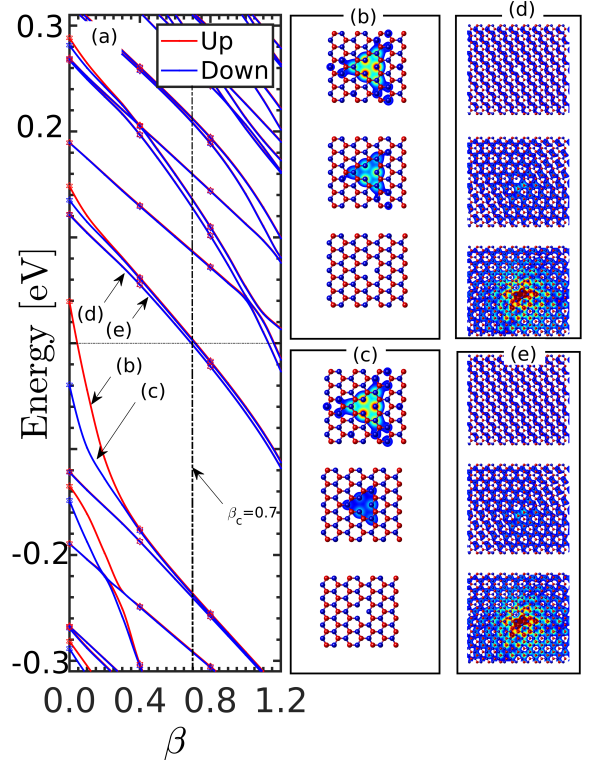 (a)
Up
Down
0.3
0.2
-0.2
-0.3
Energy [eV]
(d)
(e)
(b)
(c)
βc=0.7
0.0 0.4 0.8 1.2
β
(b)
(c)
(d)
(e)